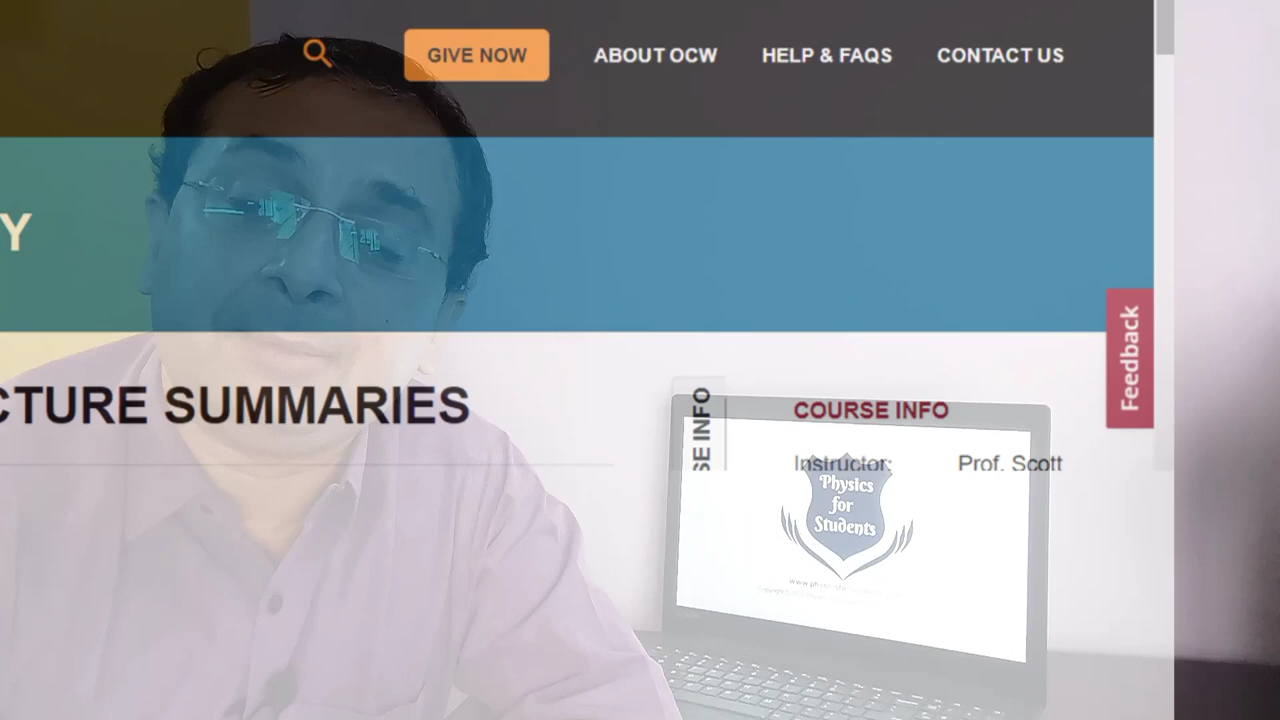 GIVE NOW ABOUT OCW HELP & FAQS CONTACT US
Y
Feedback
CTURE SUMMARIES
SE INFO
COURSE INFO
Instructor: Prof. Scott
Physics
for
Students